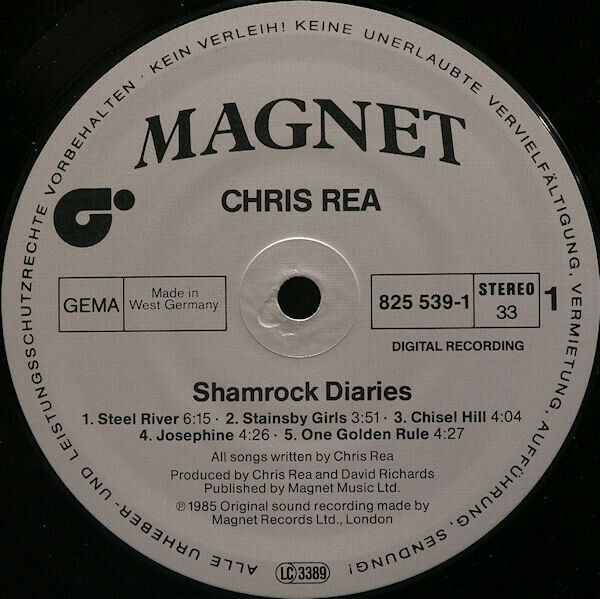 ALLE URHEBER- UND LEISTUNGSSCHUTZRECHTE VORBEHALTEN · KEIN VERLEIH! KEINE UNERLAUBTE VERVIELFÄLTIGUNG, VERMIETUNG, AUFFÜHRUNG, SENDUNG!
MAGNET
CHRIS REA
GEMA
Made in
West Germany
825 539-1
STEREO
33
1
DIGITAL RECORDING
Shamrock Diaries
1. Steel River 6:15 · 2. Stainsby Girls 3:51 · 3. Chisel Hill 4:04
4. Josephine 4:26 · 5. One Golden Rule 4:27
All songs written by Chris Rea
Produced by Chris Rea and David Richards
Published by Magnet Music Ltd.
℗ 1985 Original sound recording made by
Magnet Records Ltd., London
LC 3389